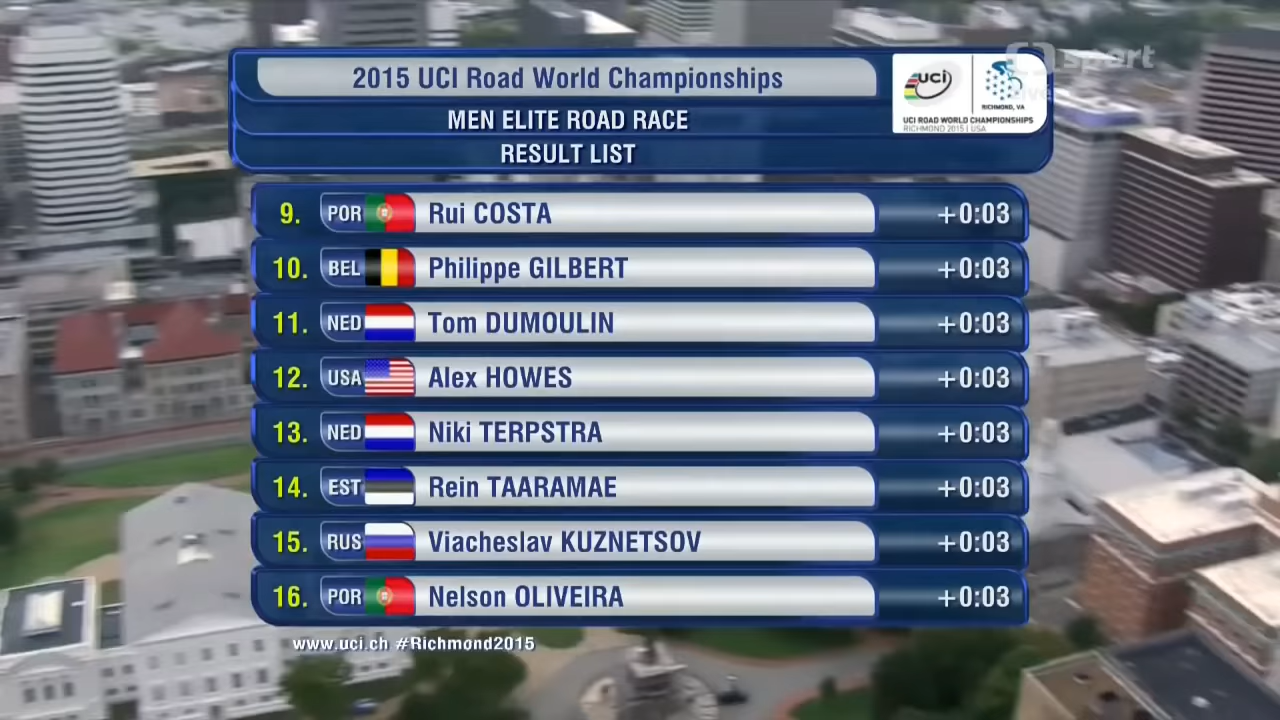 2015 UCI Road World Championships
MEN ELITE ROAD RACE
RESULT LIST
uci
RICHMOND, VA
UCI ROAD WORLD CHAMPIONSHIPS
RICHMOND 2015 | USA
sport
9. POR Rui COSTA +0:03
10. BEL Philippe GILBERT +0:03
11. NED Tom DUMOULIN +0:03
12. USA Alex HOWES +0:03
13. NED Niki TERPSTRA +0:03
14. EST Rein TAARAMAE +0:03
15. RUS Viacheslav KUZNETSOV +0:03
16. POR Nelson OLIVEIRA +0:03
www.uci.ch #Richmond2015